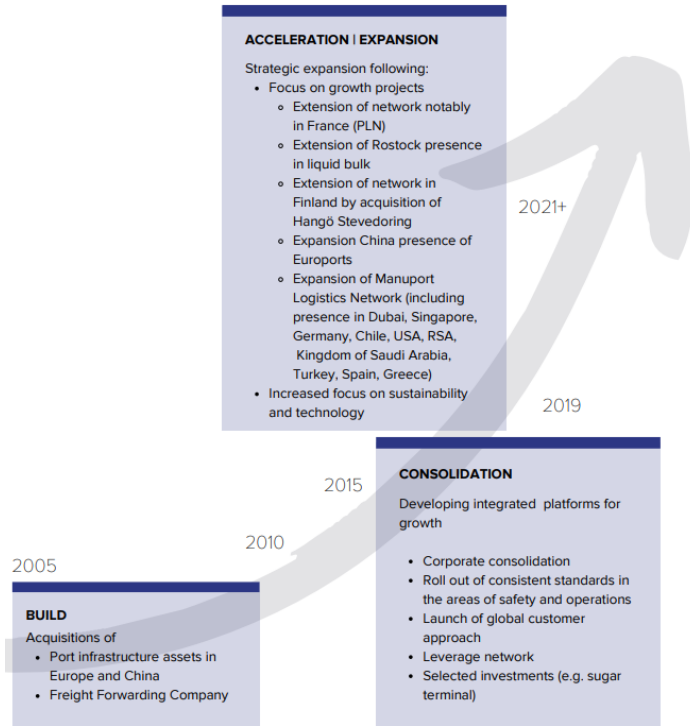 ACCELERATION | EXPANSION
Strategic expansion following:
• Focus on growth projects
◦ Extension of network notably
in France (PLN)
◦ Extension of Rostock presence
in liquid bulk
◦ Extension of network in
Finland by acquisition of
Hangö Stevedoring
◦ Expansion China presence of
Euroports
◦ Expansion of Manuport
Logistics Network (including
presence in Dubai, Singapore,
Germany, Chile, USA, RSA,
Kingdom of Saudi Arabia,
Turkey, Spain, Greece)
• Increased focus on sustainability
and technology
2021+
2019
2015
2010
2005
CONSOLIDATION
Developing integrated platforms for
growth
• Corporate consolidation
• Roll out of consistent standards in
the areas of safety and operations
• Launch of global customer
approach
• Leverage network
• Selected investments (e.g. sugar
terminal)
BUILD
Acquisitions of
• Port infrastructure assets in
Europe and China
• Freight Forwarding Company